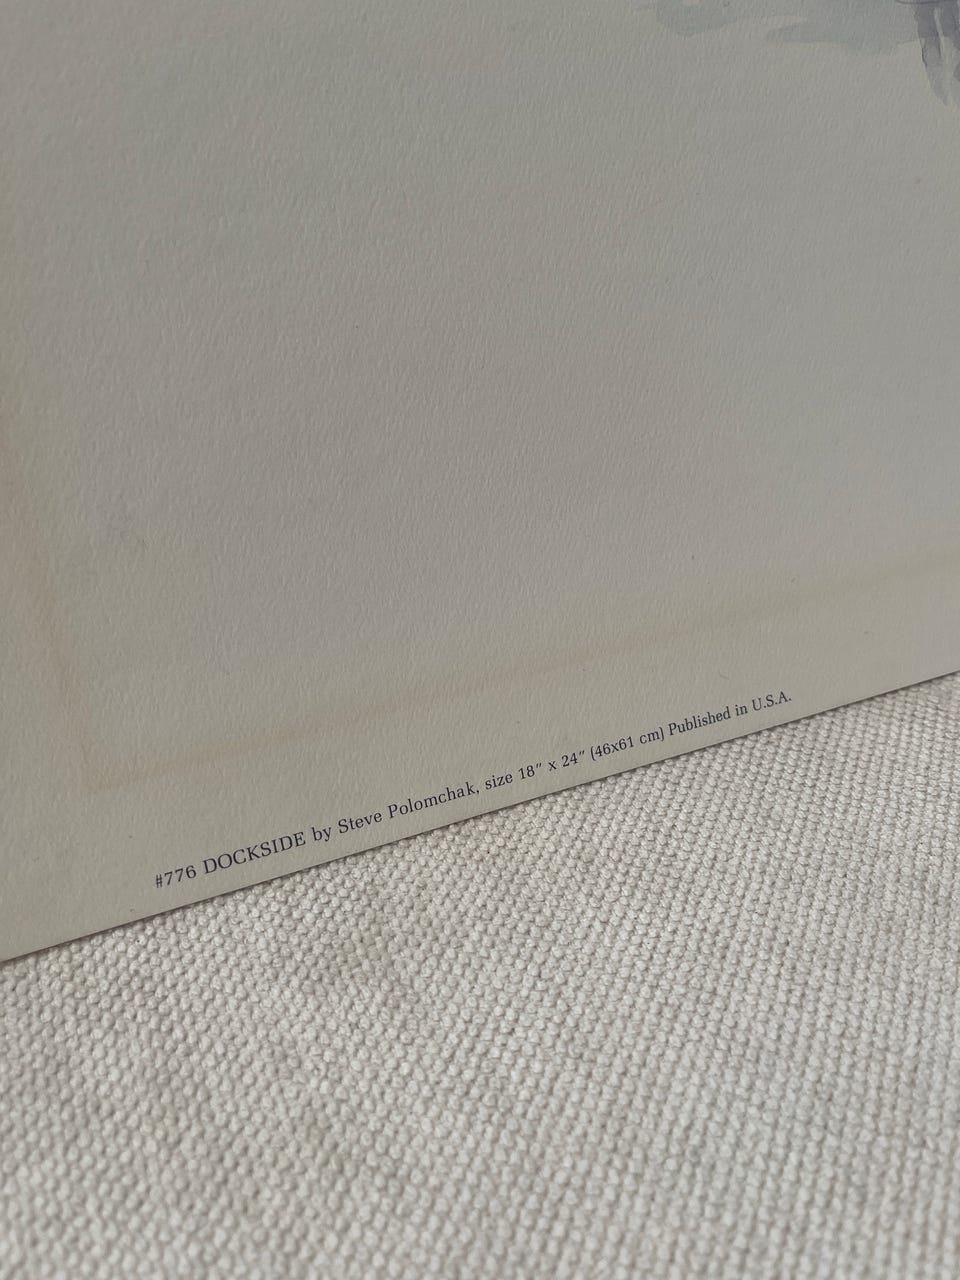 #776 DOCKSIDE by Steve Polomchak, size 18″ x 24″ (46x61 cm) Published in U.S.A.